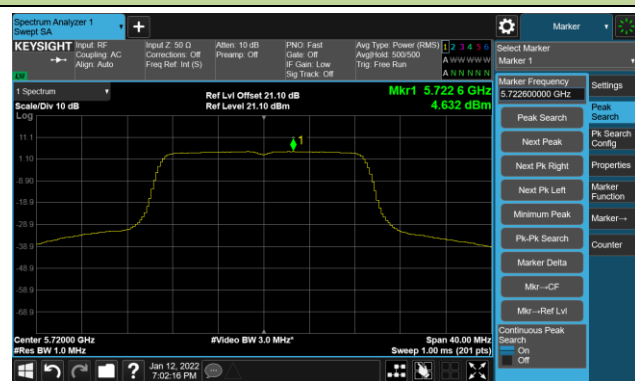 Spectrum Analyzer 1
Swept SA
Marker
KEYSIGHT
Input: RF
Coupling: AC
Align: Auto
Input Z: 50 Ω
Corrections: Off
Freq Ref: Int (S)
Atten: 10 dB
Preamp: Off
PNO: Fast
Gate: Off
IF Gain: Low
Sig Track: Off
Avg Type: Power (RMS)
Avg|Hold: 500/500
Trig: Free Run
1 2 3 4 5 6
A W W W W W
A N N N N N
LW
Select Marker
Marker 1
1 Spectrum
Scale/Div 10 dB
Log
Ref Lvl Offset 21.10 dB
Ref Level 21.10 dBm
Mkr1 5.722 6 GHz
4.632 dBm
11.1
1.10
-8.90
-18.9
-28.9
-38.9
-48.9
-58.9
-68.9
1
Center 5.72000 GHz
#Res BW 1.0 MHz
#Video BW 3.0 MHz*
Span 40.00 MHz
Sweep 1.00 ms (201 pts)
Marker Frequency
5.722600000 GHz
Peak Search
Next Peak
Next Pk Right
Next Pk Left
Minimum Peak
Pk-Pk Search
Marker Delta
Mkr→CF
Mkr→Ref Lvl
Continuous Peak
Search
On
Off
Settings
Peak
Search
Pk Search
Config
Properties
Marker
Function
Marker→
Counter
Jan 12, 2022
7:02:16 PM